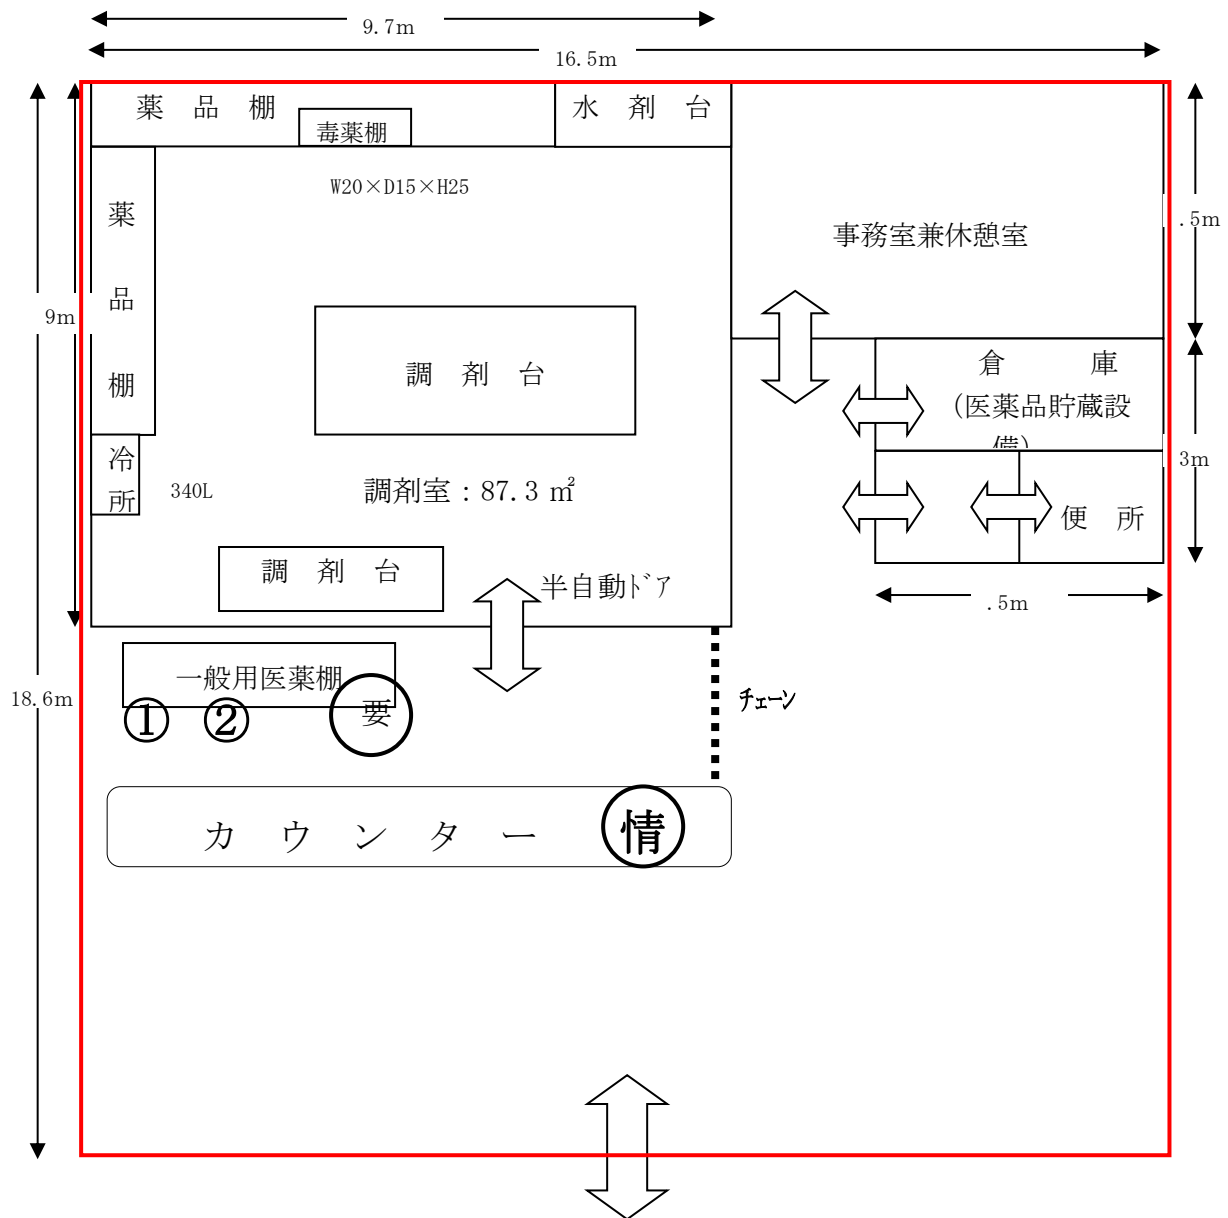 9.7m
16.5m
薬 品 棚
毒薬棚
水 剤 台
W20×D15×H25
薬
品
棚
事務室兼休憩室
.5m
9m
調 剤 台
倉 庫
(医薬品貯蔵設
備)
3m
冷
所
340L
調剤室:87.3 ㎡
便 所
調 剤 台
半自動ﾄﾞｱ
.5m
一般用医薬棚
① ② 要
18.6m
ﾁｪｰﾝ
カ ウ ン タ ー 情